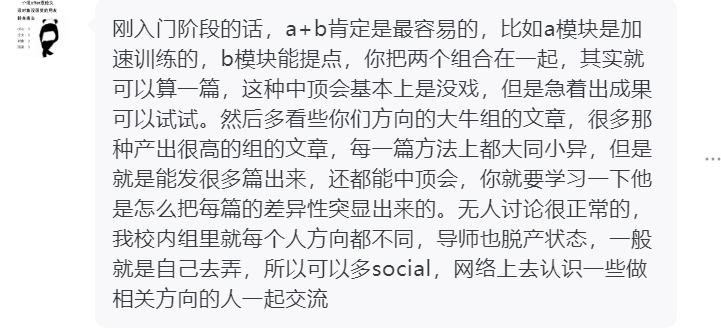 刚入门阶段的话，a+b肯定是最容易的，比如a模块是加
速训练的，b模块能提点，你把两个组合在一起，其实就
可以算一篇，这种中顶会基本上是没戏，但是急着出成果
可以试试。然后多看些你们方向的大牛组的文章，很多那
种产出很高的组的文章，每一篇方法上都大同小异，但是
就是能发很多篇出来，还都能中顶会，你就要学习一下他
是怎么把每篇的差异性突显出来的。无人讨论很正常的，
我校内组里就每个人方向都不同，导师也脱产状态，一般
就是自己去弄，所以可以多social，网络上去认识一些做
相关方向的人一起交流